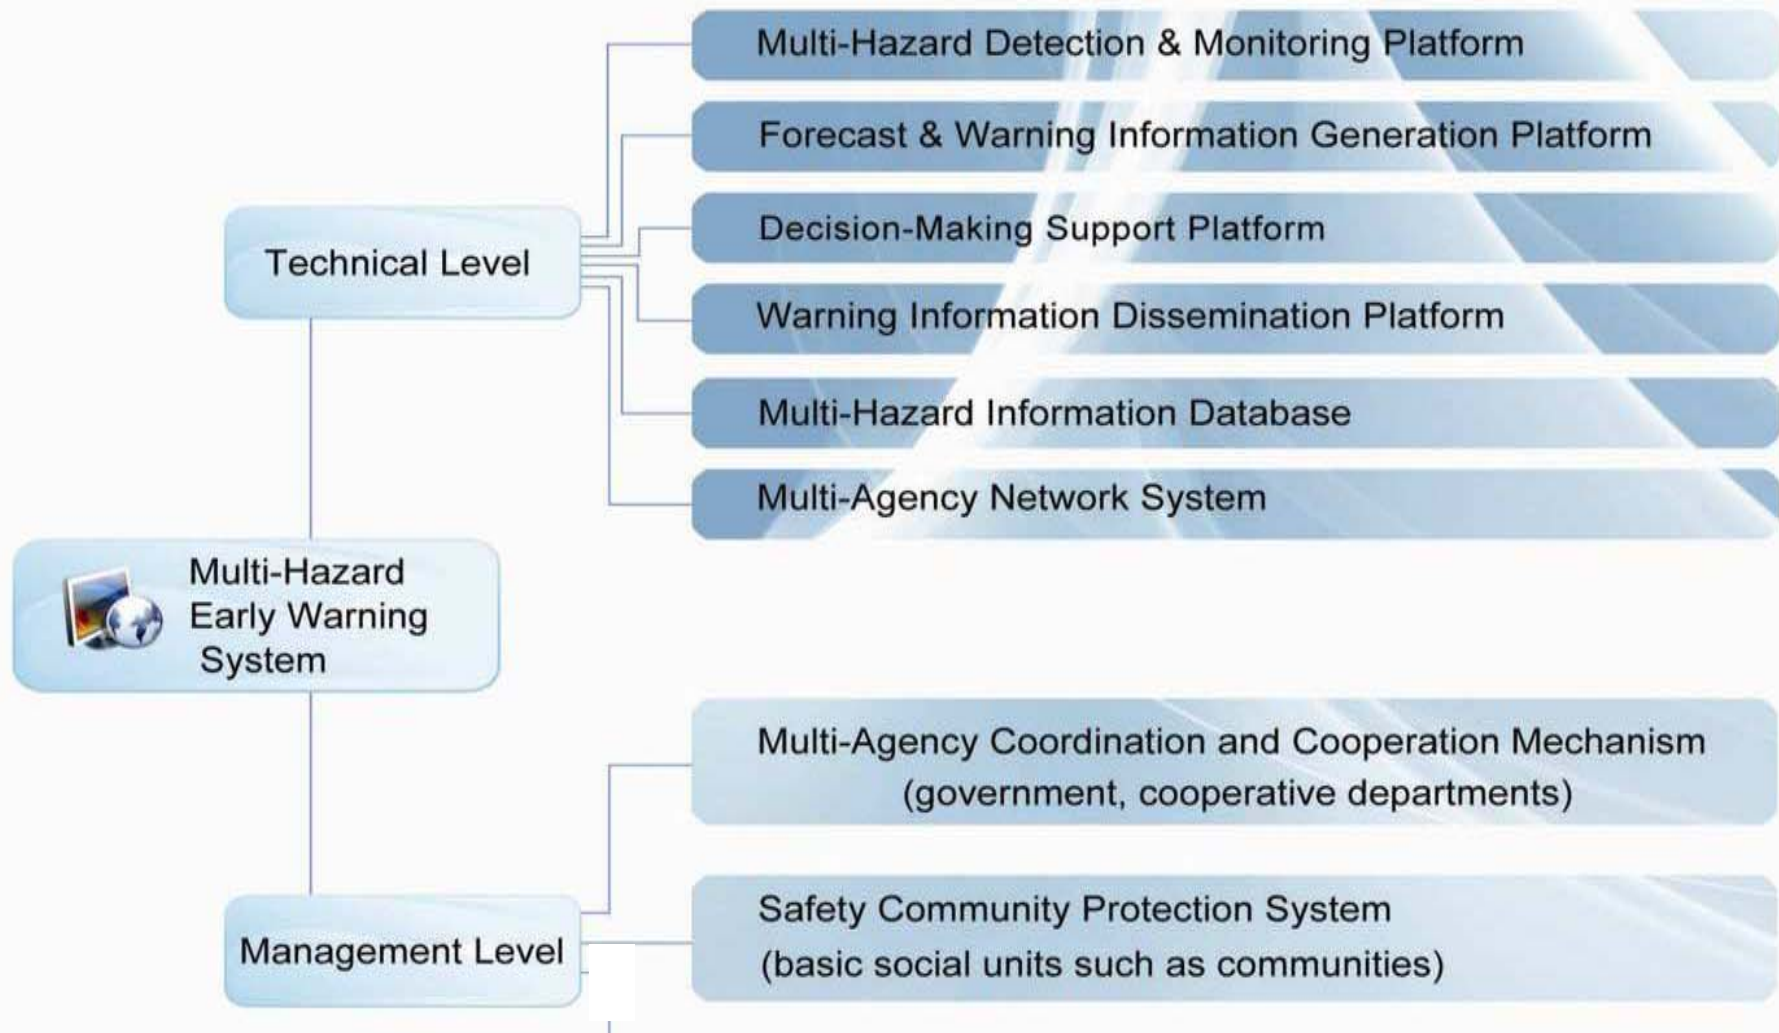 Multi-Hazard Detection & Monitoring Platform
Forecast & Warning Information Generation Platform
Decision-Making Support Platform
Technical Level
Warning Information Dissemination Platform
Multi-Hazard Information Database
Multi-Agency Network System
Multi-Hazard
Early Warning
System
Multi-Agency Coordination and Cooperation Mechanism
(government, cooperative departments)
Safety Community Protection System
Management Level
(basic social units such as communities)